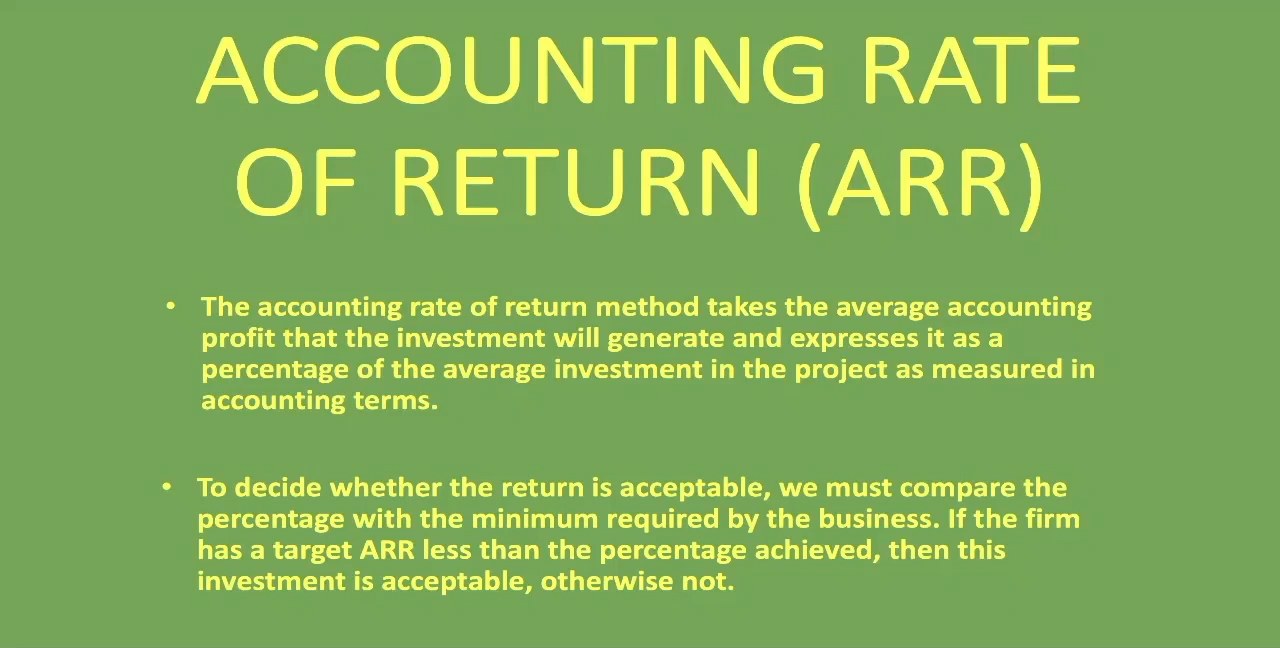 ACCOUNTING RATE
OF RETURN (ARR)
• The accounting rate of return method takes the average accounting
profit that the investment will generate and expresses it as a
percentage of the average investment in the project as measured in
accounting terms.
• To decide whether the return is acceptable, we must compare the
percentage with the minimum required by the business. If the firm
has a target ARR less than the percentage achieved, then this
investment is acceptable, otherwise not.